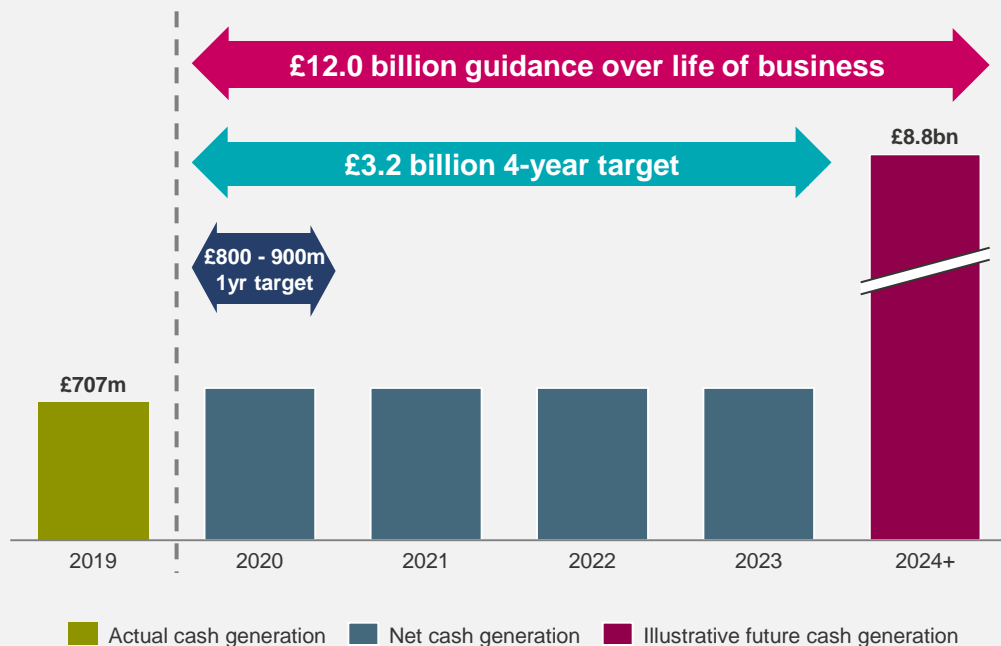 £12.0 billion guidance over life of business
£8.8bn
£3.2 billion 4-year target
£800 - 900m
1yr target
£707m
2019
2020
2021
2022
2023
2024+
Actual cash generation
Net cash generation
Illustrative future cash generation